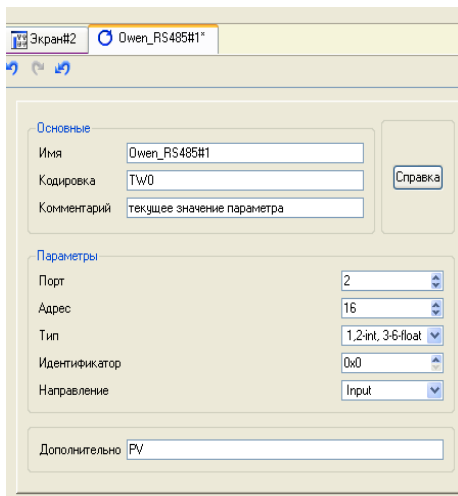 Экран#2 Owen_RS485#1*
Основные
Имя Owen_RS485#1
Кодировка TW0
Комментарий текущее значение параметра
Справка
Параметры
Порт 2
Адрес 16
Тип 1,2-int, 3-6-float
Идентификатор 0x0
Направление Input
Дополнительно PV